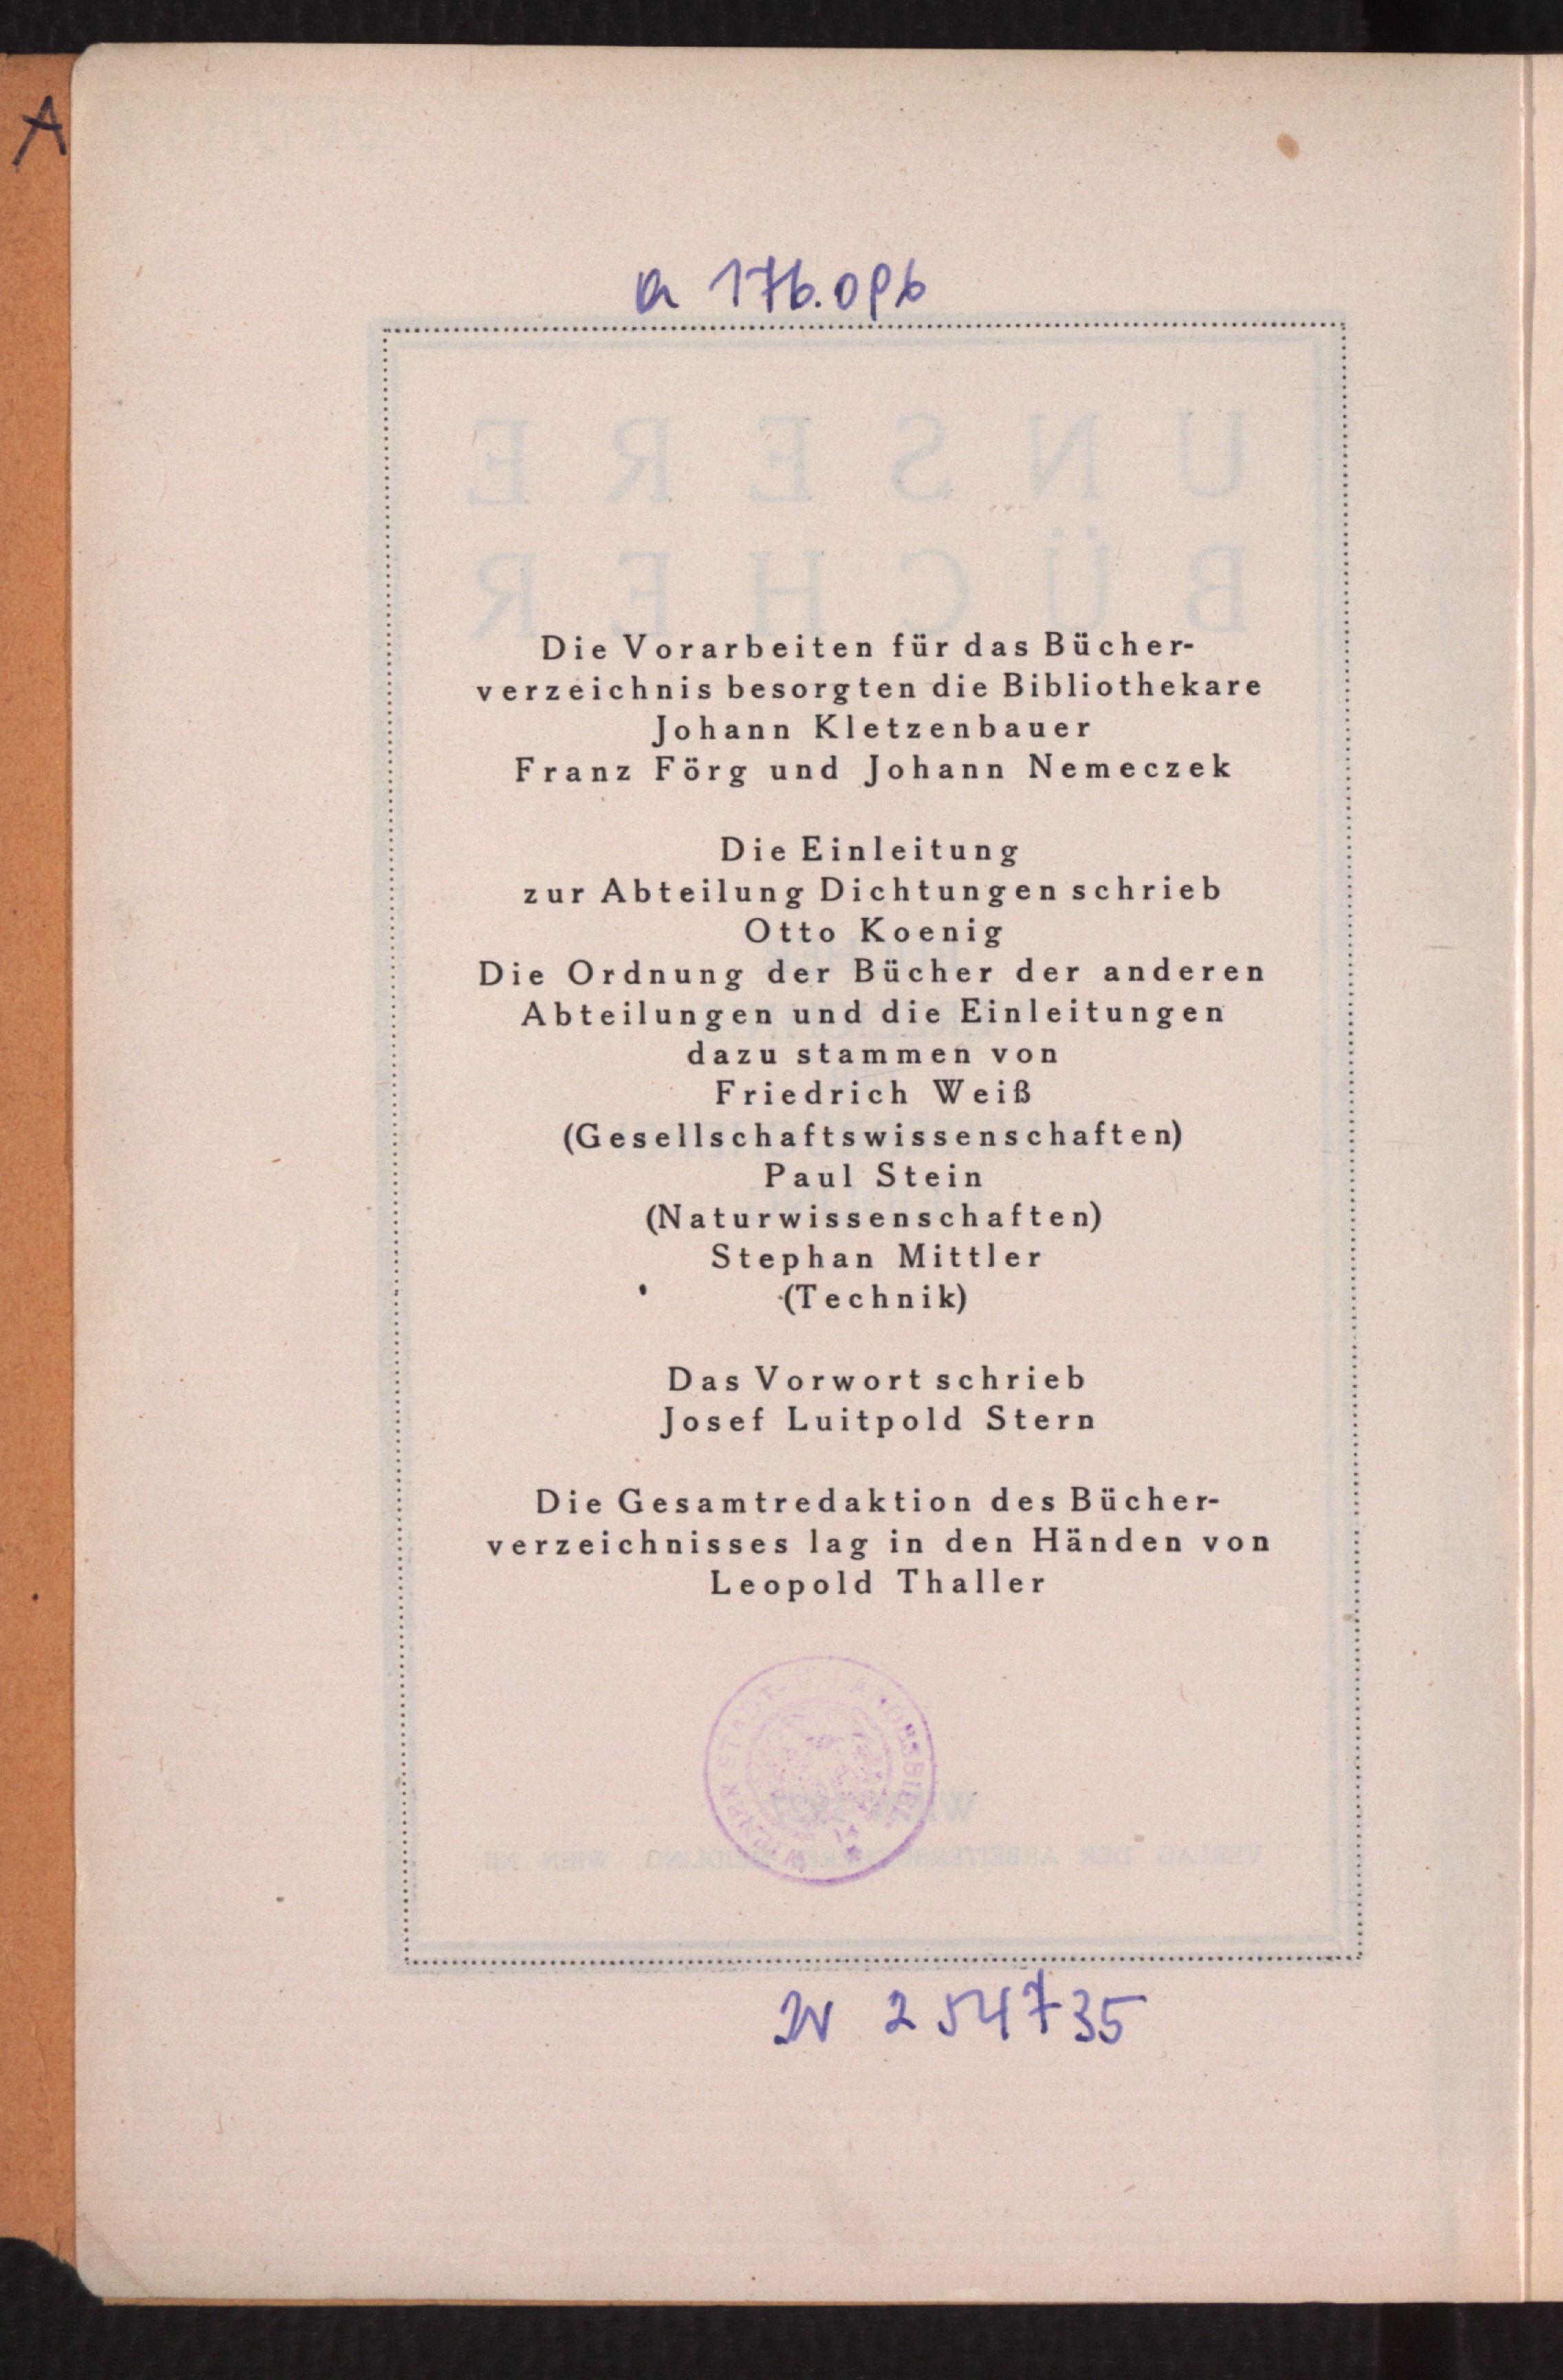 A
a 176.096
Die Vorarbeiten für das Bücher-
verzeichnis besorgten die Bibliothekare
Johann Kletzenbauer
Franz Förg und Johann Nemeczek
Die Einleitung
zur Abteilung Dichtungen schrieb
Otto Koenig
Die Ordnung der Bücher der anderen
Abteilungen und die Einleitungen
dazu stammen von
Friedrich Weiß
(Gesellschaftswissenschaften)
Paul Stein
(Naturwissenschaften)
Stephan Mittler
(Technik)
Das Vorwort schrieb
Josef Luitpold Stern
Die Gesamtredaktion des Bücher-
verzeichnisses lag in den Händen von
Leopold Thaller
254735